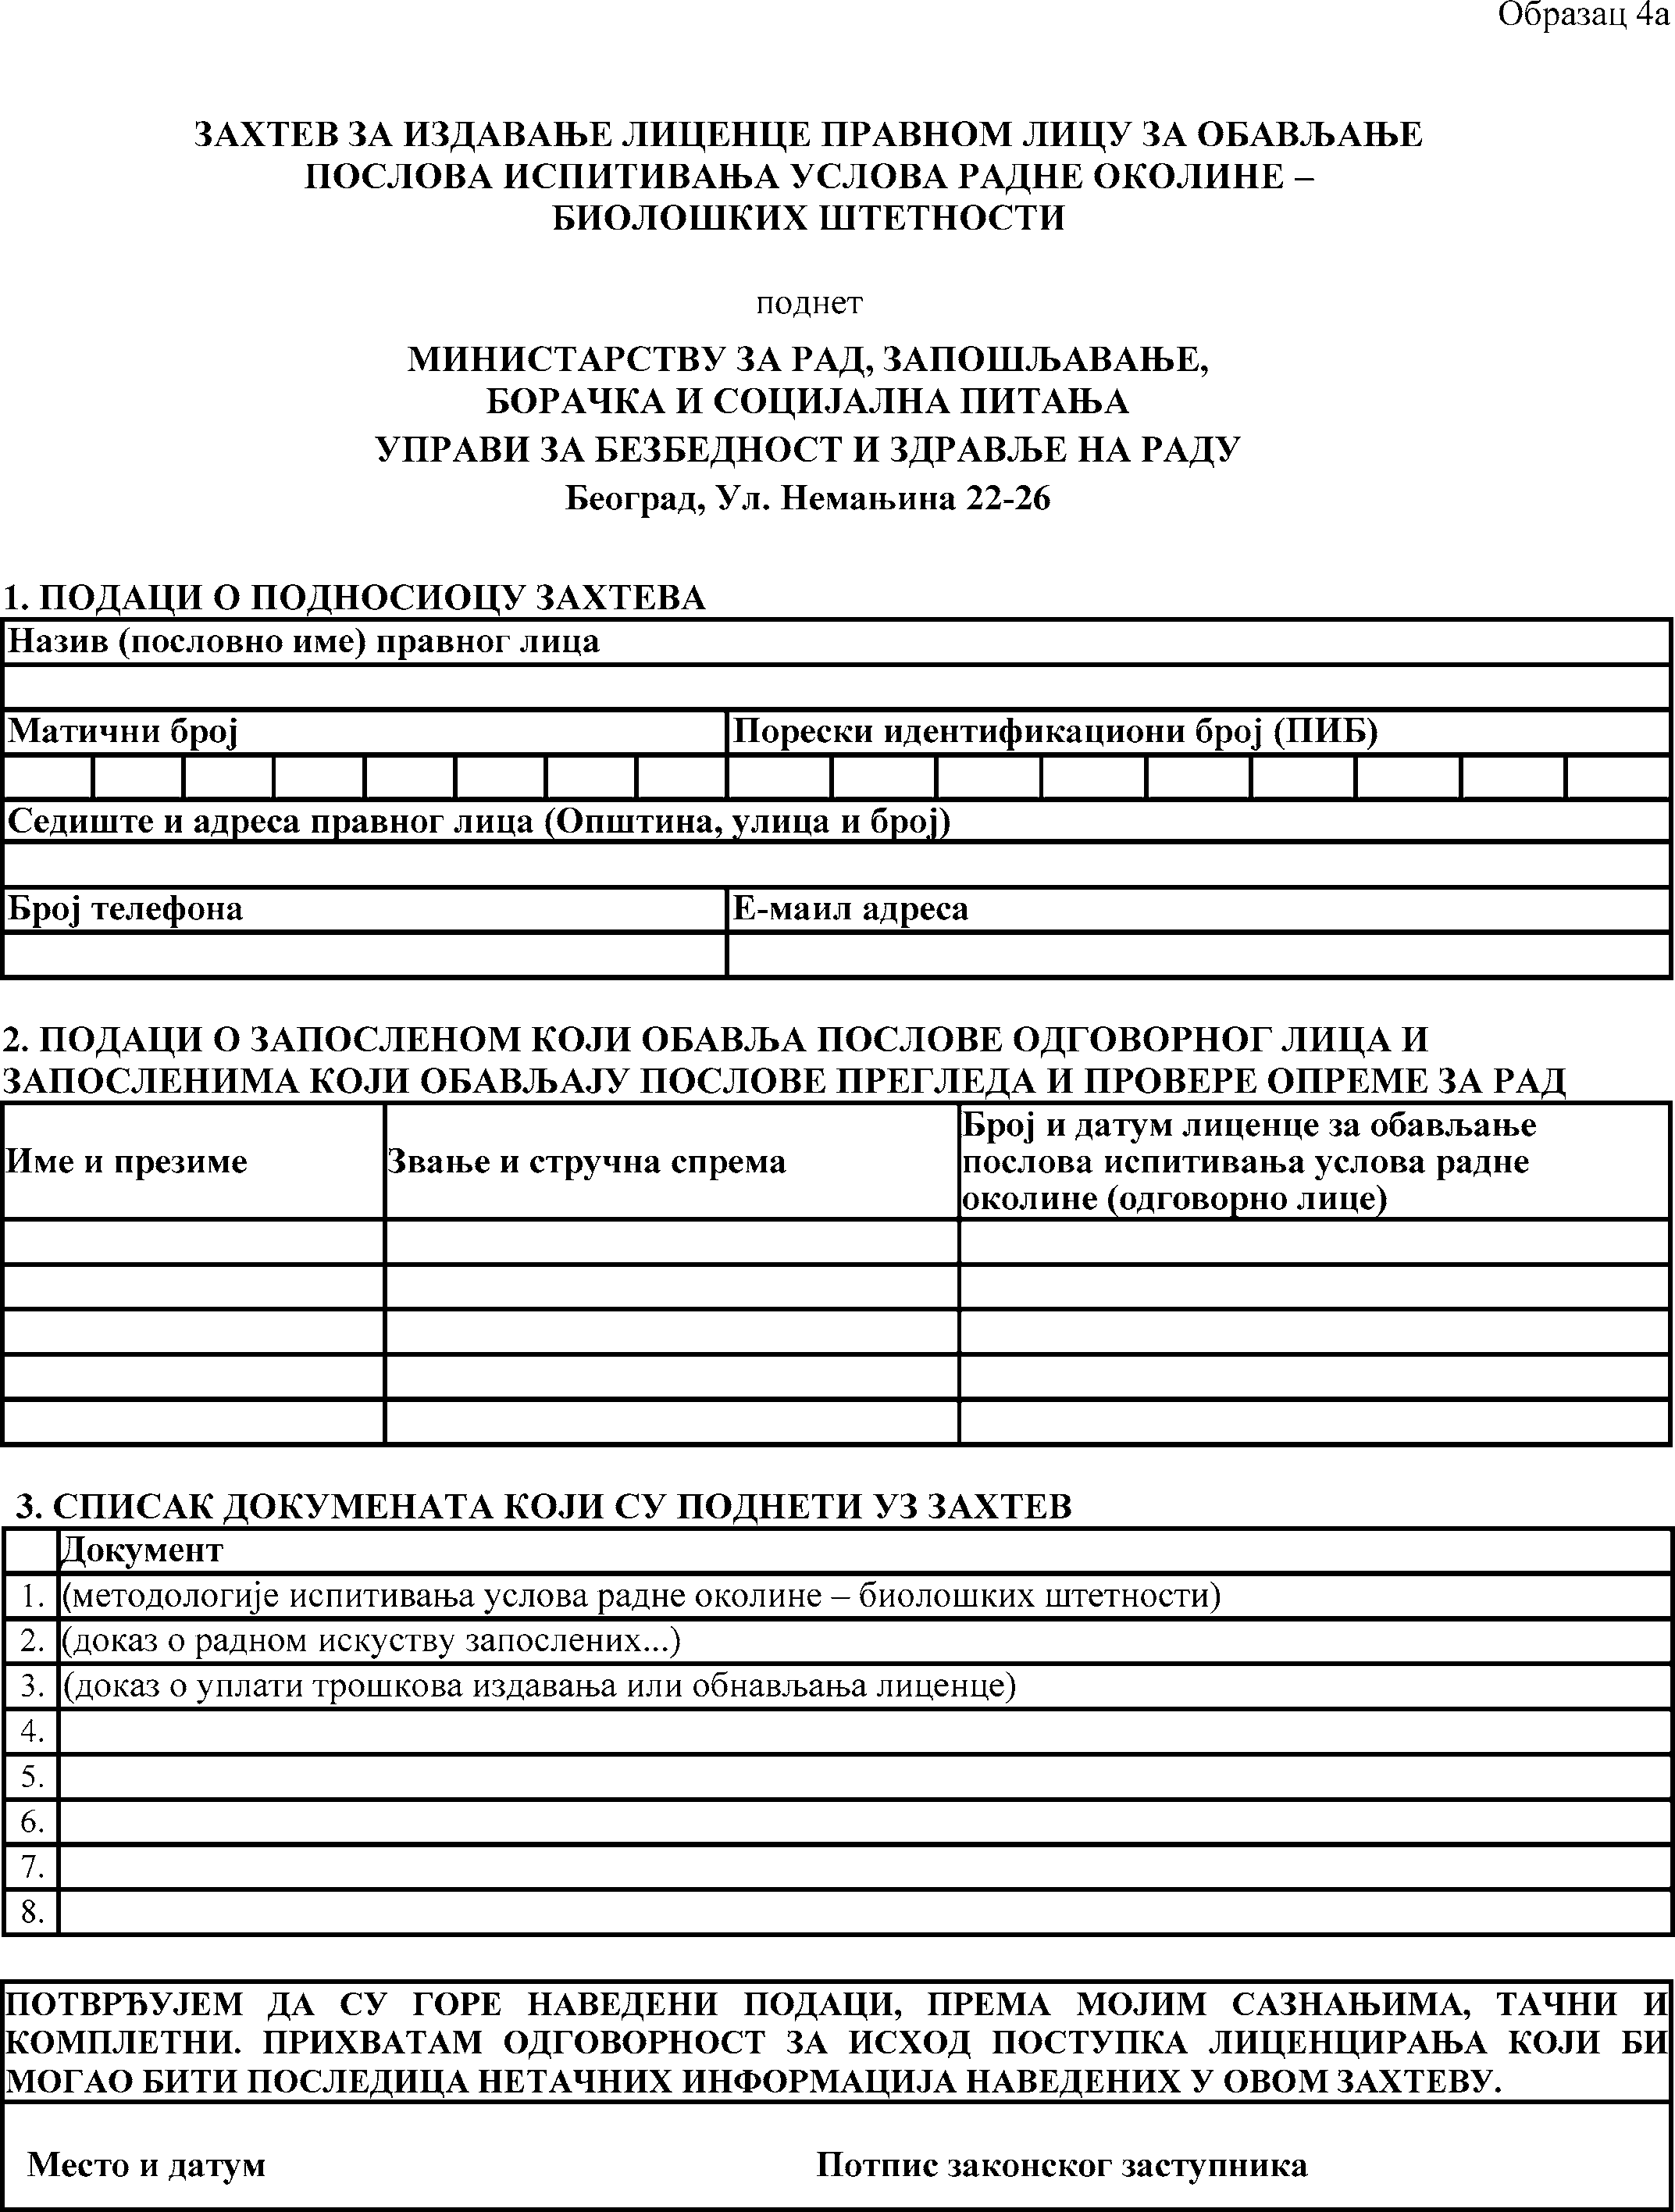 Образац 4а
ЗАХТЕВ ЗА ИЗДАВАЊЕ ЛИЦЕНЦЕ ПРАВНОМ ЛИЦУ ЗА ОБАВЉАЊЕ
ПОСЛОВА ИСПИТИВАЊА УСЛОВА РАДНЕ ОКОЛИНЕ –
БИОЛОШКИХ ШТЕТНОСТИ
поднет
МИНИСТАРСТВУ ЗА РАД, ЗАПОШЉАВАЊЕ,
БОРАЧКА И СОЦИЈАЛНА ПИТАЊА
УПРАВИ ЗА БЕЗБЕДНОСТ И ЗДРАВЉЕ НА РАДУ
Београд, Ул. Немањина 22-26
1. ПОДАЦИ О ПОДНОСИОЦУ ЗАХТЕВА
Назив (пословно име) правног лица
Матични број Порески идентификациони број (ПИБ)
Седиште и адреса правног лица (Општина, улица и број)
Број телефона Е-маил адреса
2. ПОДАЦИ О ЗАПОСЛЕНОМ КОЈИ ОБАВЉА ПОСЛОВЕ ОДГОВОРНОГ ЛИЦА И
ЗАПОСЛЕНИМА КОЈИ ОБАВЉАЈУ ПОСЛОВЕ ПРЕГЛЕДА И ПРОВЕРЕ ОПРЕМЕ ЗА РАД
Име и презиме
Звање и стручна спрема
Број и датум лиценце за обављање
послова испитивања услова радне
околине (одговорно лице)
3. СПИСАК ДОКУМЕНАТА КОЈИ СУ ПОДНЕТИ УЗ ЗАХТЕВ
Документ
1. (методологије испитивања услова радне околине – биолошких штетности)
2. (доказ о радном искуству запослених...)
3. (доказ о уплати трошкова издавања или обнављања лиценце)
4.
5.
6.
7.
8.
ПОТВРЂУЈЕМ ДА СУ ГОРЕ НАВЕДЕНИ ПОДАЦИ, ПРЕМА МОЈИМ САЗНАЊИМА, ТАЧНИ И
КОМПЛЕТНИ. ПРИХВАТАМ ОДГОВОРНОСТ ЗА ИСХОД ПОСТУПКА ЛИЦЕНЦИРАЊА КОЈИ БИ
МОГАО БИТИ ПОСЛЕДИЦА НЕТАЧНИХ ИНФОРМАЦИЈА НАВЕДЕНИХ У ОВОМ ЗАХТЕВУ.
Место и датум Потпис законског заступника